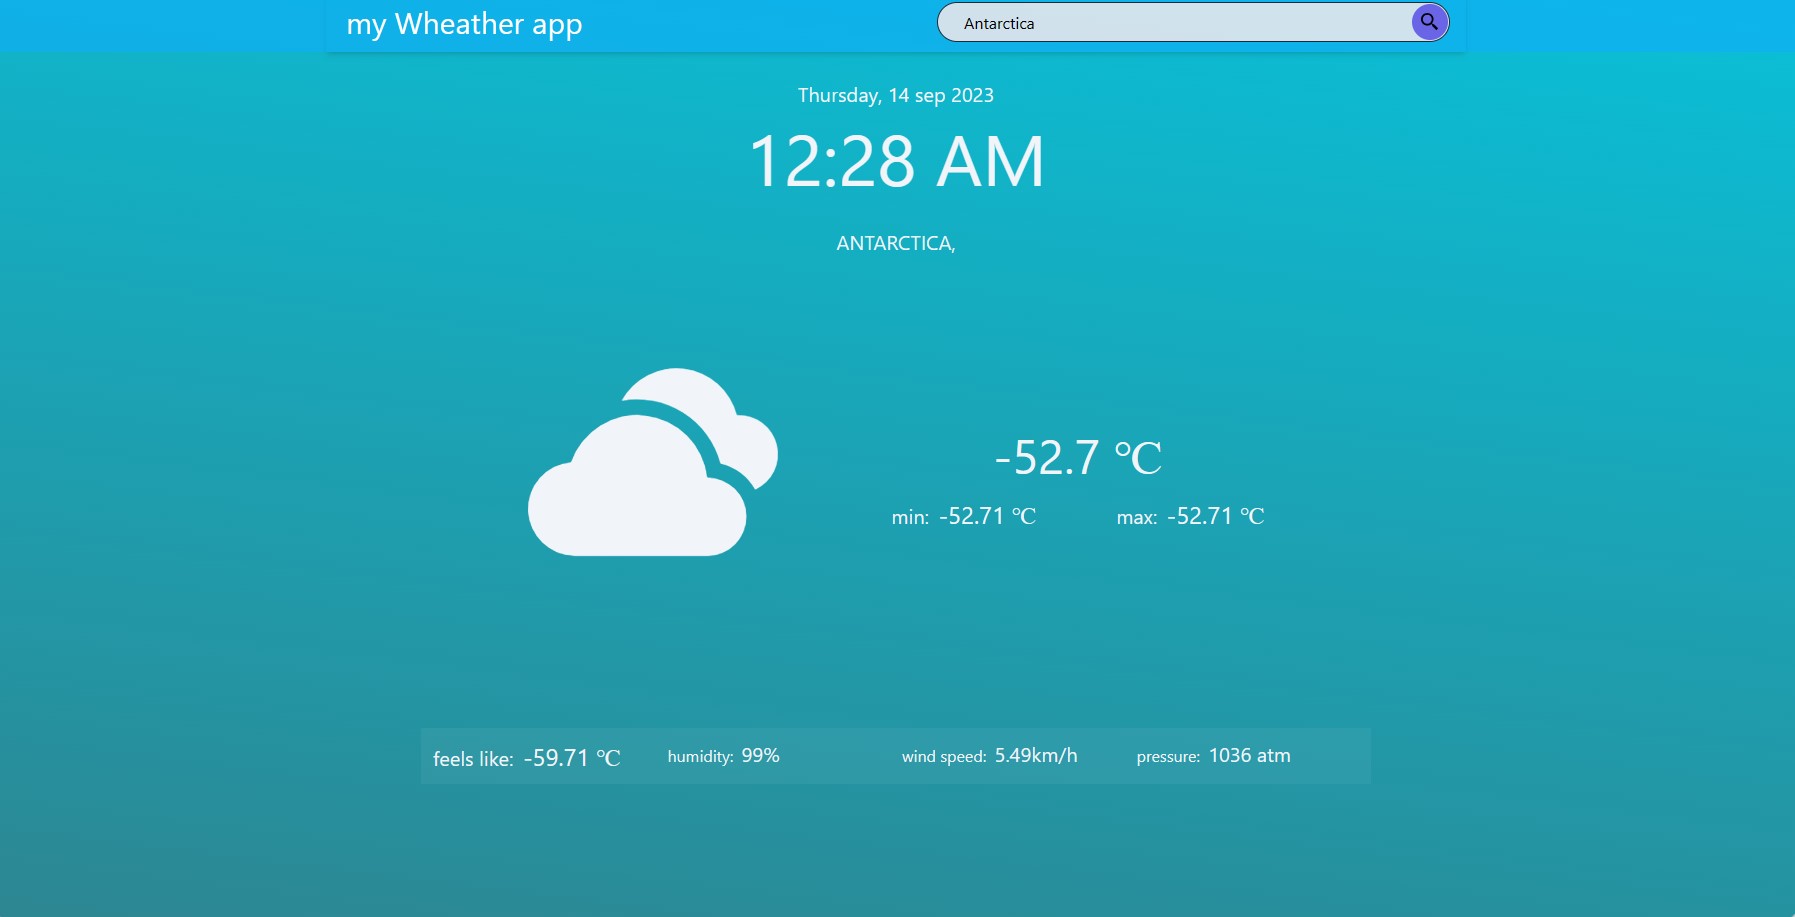 my Wheather app
Antarctica
Thursday, 14 sep 2023
12:28 AM
ANTARCTICA,
-52.7 °C
min: -52.71 °C max: -52.71 °C
feels like: -59.71 °C humidity: 99% wind speed: 5.49km/h pressure: 1036 atm